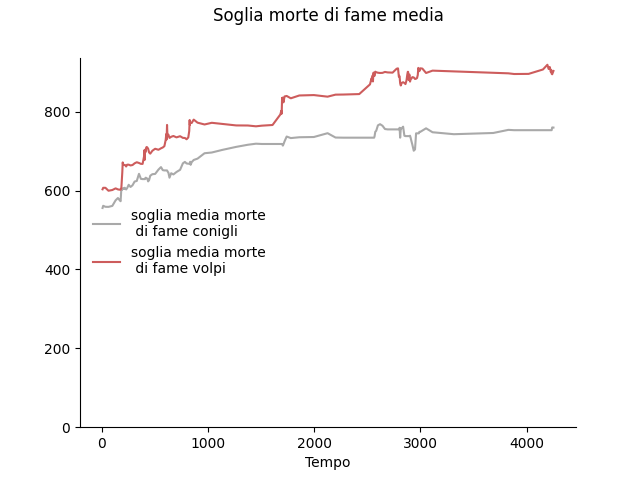 Soglia morte di fame media
800
600
soglia media morte
di fame conigli
soglia media morte
di fame volpi
400
200
0
0 1000 2000 3000 4000
Tempo